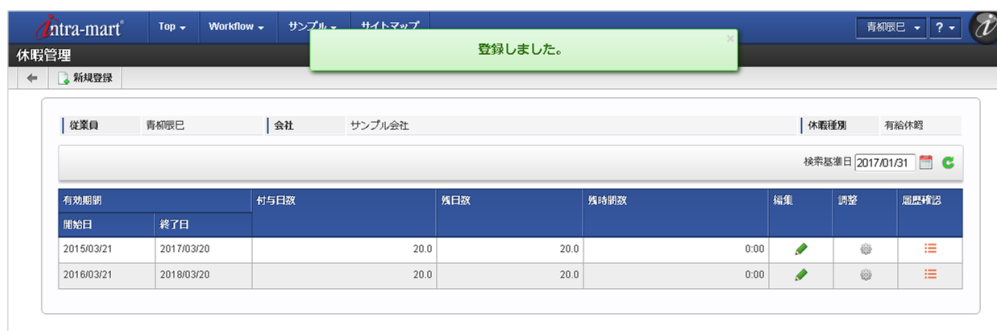 intra-mart Top Workflow サンプル サイトマップ 青柳辰巳 ?
登録しました。 ×
休暇管理
新規登録
従業員 青柳辰巳 会社 サンプル会社 休暇種別 有給休暇
検索基準日 2017/01/31
有効期間 付与日数 残日数 残時間数 編集 調整 履歴確認
開始日 終了日
2015/03/21 2017/03/20 20.0 20.0 0:00
2016/03/21 2018/03/20 20.0 20.0 0:00